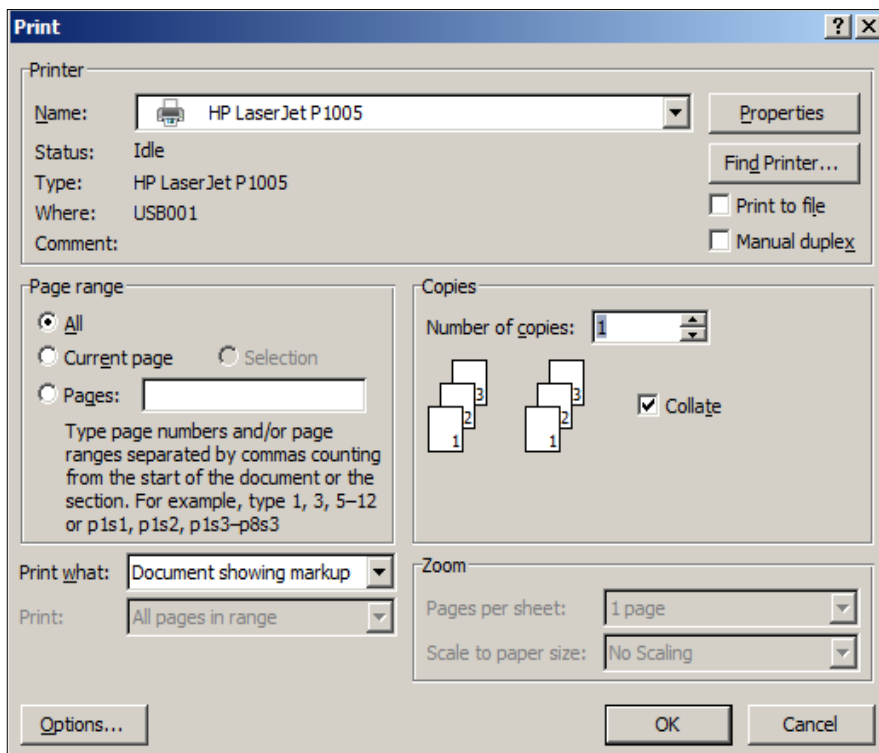 Print
Printer
Name: HP LaserJet P1005 Properties
Status: Idle
Find Printer...
Type: HP LaserJet P1005
Where: USB001 Print to file
Comment: Manual duplex
Page range
All
Current page Selection
Pages:
Type page numbers and/or page
ranges separated by commas counting
from the start of the document or the
section. For example, type 1, 3, 5–12
or p1s1, p1s2, p1s3–p8s3
Copies
Number of copies: 1
3 3
2 2
1 1
Collate
Print what: Document showing markup
Print: All pages in range
Zoom
Pages per sheet: 1 page
Scale to paper size: No Scaling
Options... OK Cancel